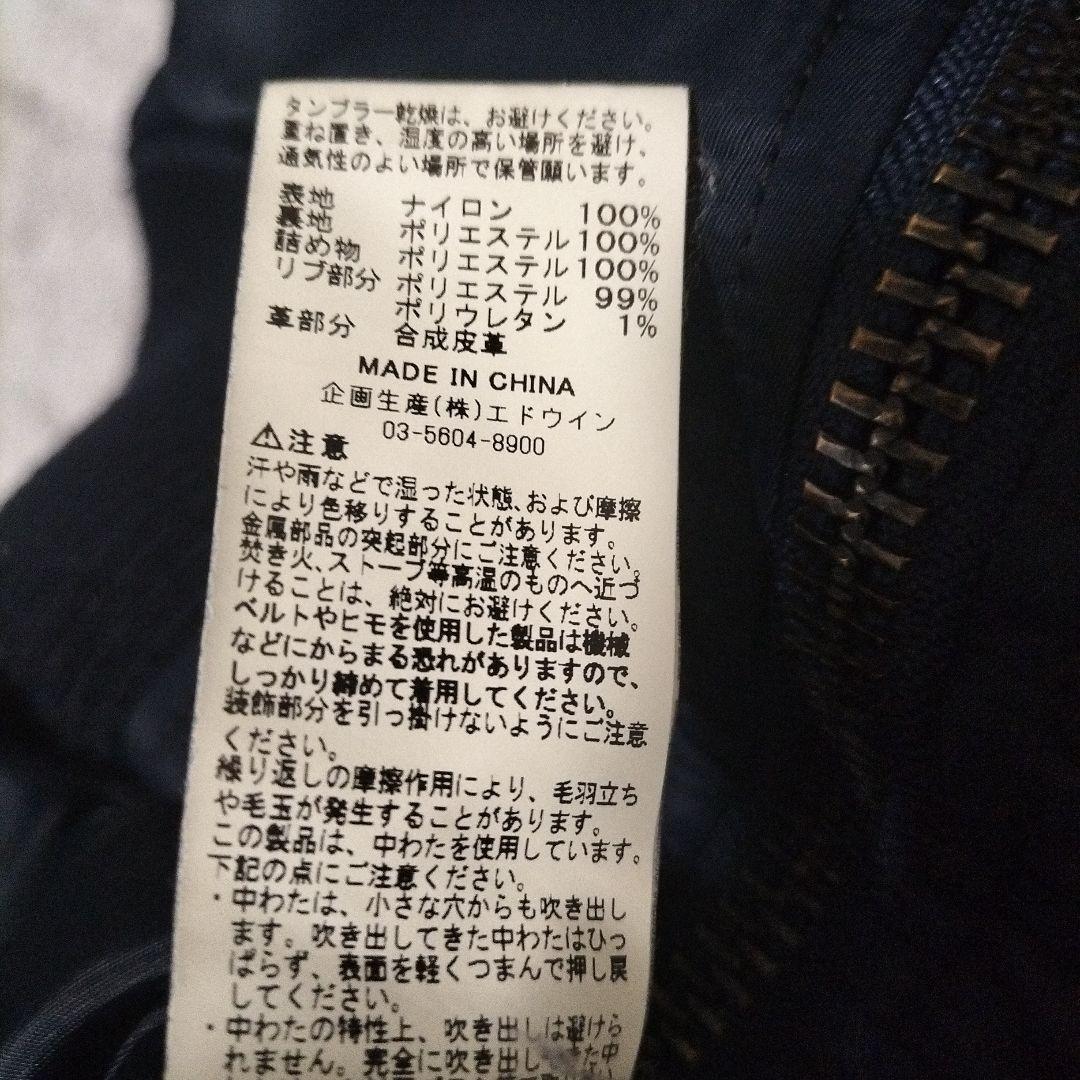 タンブラー乾燥は、お避けください。
重ね置き、湿度の高い場所を避け、
通気性のよい場所で保管願います。
表地 ナイロン 100%
裏地 ポリエステル 100%
詰め物 ポリエステル 100%
リブ部分 ポリエステル 99%
ポリウレタン 1%
革部分 合成皮革
MADE IN CHINA
企画生産(株)エドウイン
03-5604-8900
⚠注意
汗や雨などで湿った状態、および摩擦
により色移りすることがあります。
金属部品の突起部分にご注意ください。
焚き火、ストーブ等高温のものへ近づ
けることは、絶対にお避けください。
ベルトやヒモを使用した製品は機械
などにからまる恐れがありますので、
しっかり締めて着用してください。
装飾部分を引っ掛けないようにご注意
ください。
繰り返しの摩擦作用により、毛羽立ち
や毛玉が発生することがあります。
この製品は、中わたを使用しています。
下記の点にご注意ください。
・中わたは、小さな穴からも吹き出し
ます。吹き出してきた中わたはひっ
ぱらず、表面を軽くつまんで押し戻
してください。
・中わたの特性上、吹き出しは避けら
れません。完全に吹き出し た中